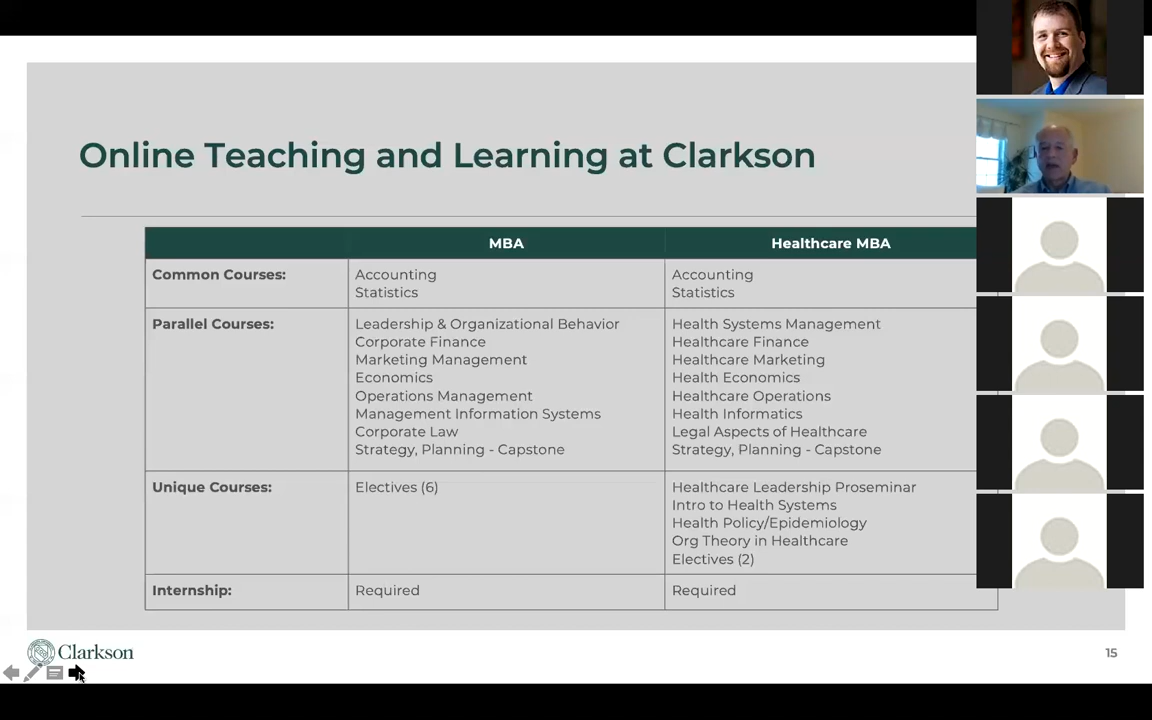 Online Teaching and Learning at Clarkson
MBA Healthcare MBA
Common Courses: Accounting Accounting
Statistics Statistics
Parallel Courses: Leadership & Organizational Behavior Health Systems Management
Corporate Finance Healthcare Finance
Marketing Management Healthcare Marketing
Economics Health Economics
Operations Management Healthcare Operations
Management Information Systems Health Informatics
Corporate Law Legal Aspects of Healthcare
Strategy, Planning - Capstone Strategy, Planning - Capstone
Unique Courses: Electives (6) Healthcare Leadership Proseminar
Intro to Health Systems
Health Policy/Epidemiology
Org Theory in Healthcare
Electives (2)
Internship: Required Required
Clarkson
15